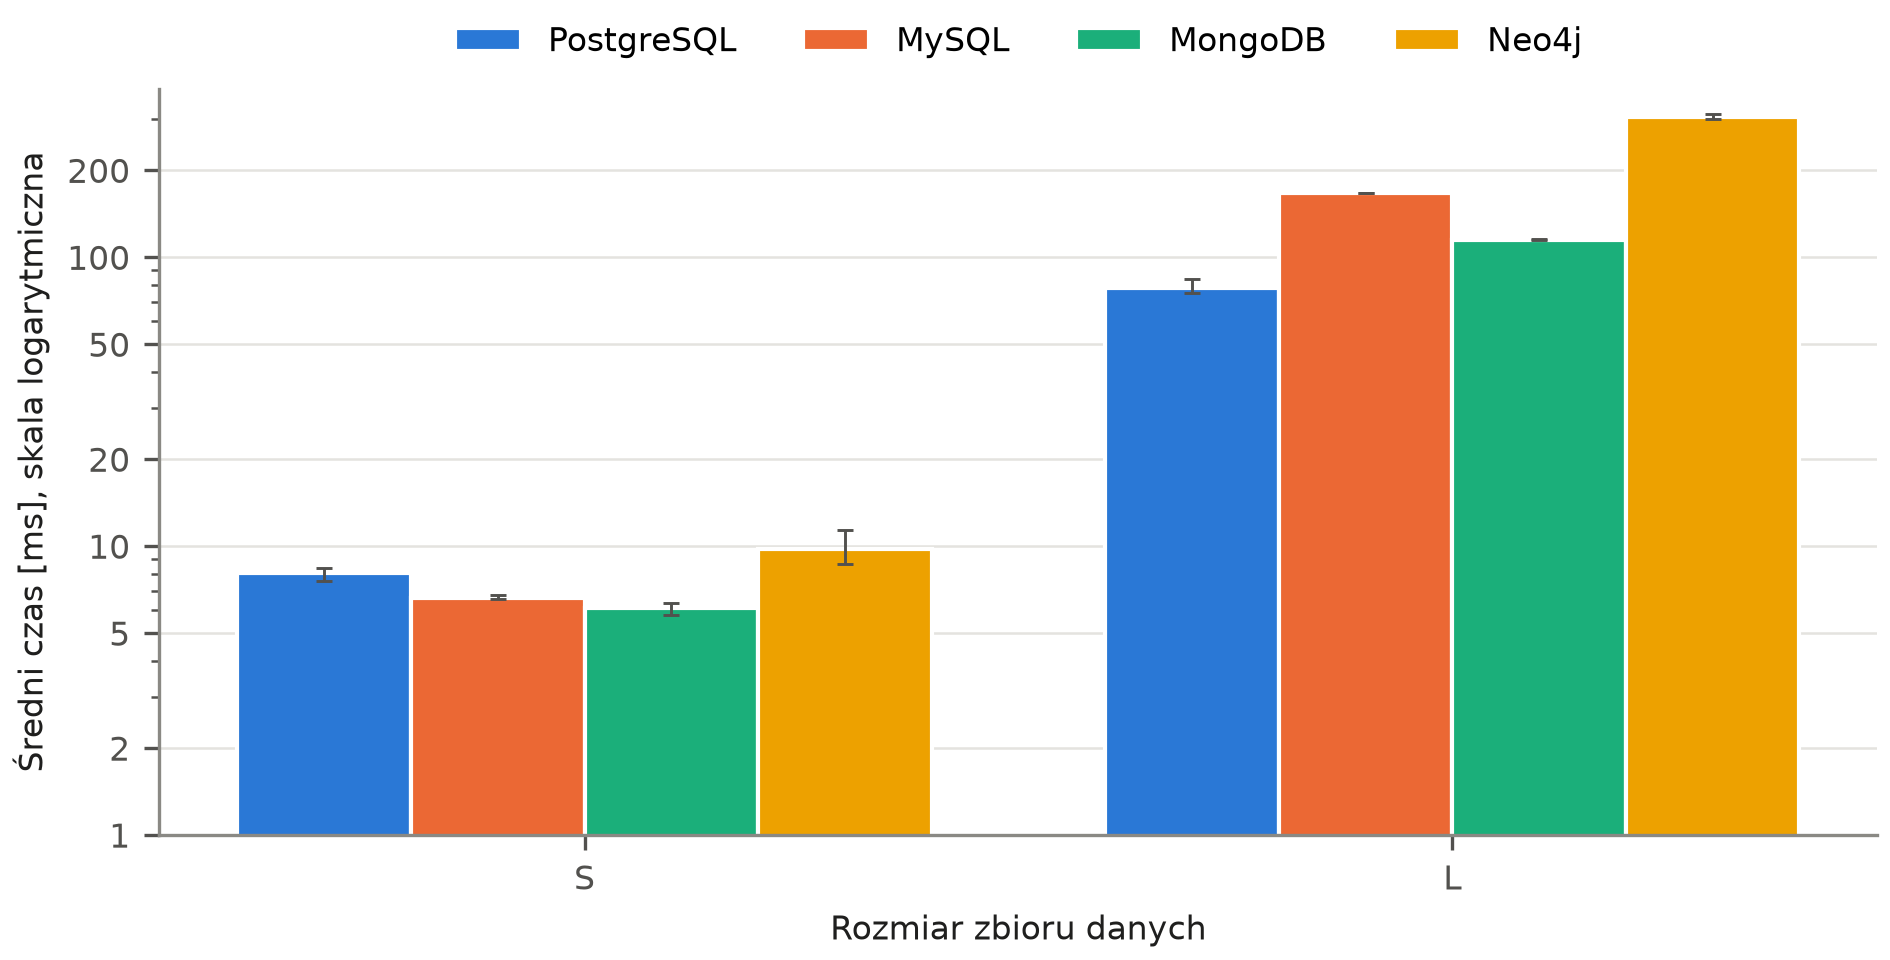 PostgreSQL MySQL MongoDB Neo4j
Średni czas [ms], skala logarytmiczna
200
100
50
20
10
5
2
1
S L
Rozmiar zbioru danych